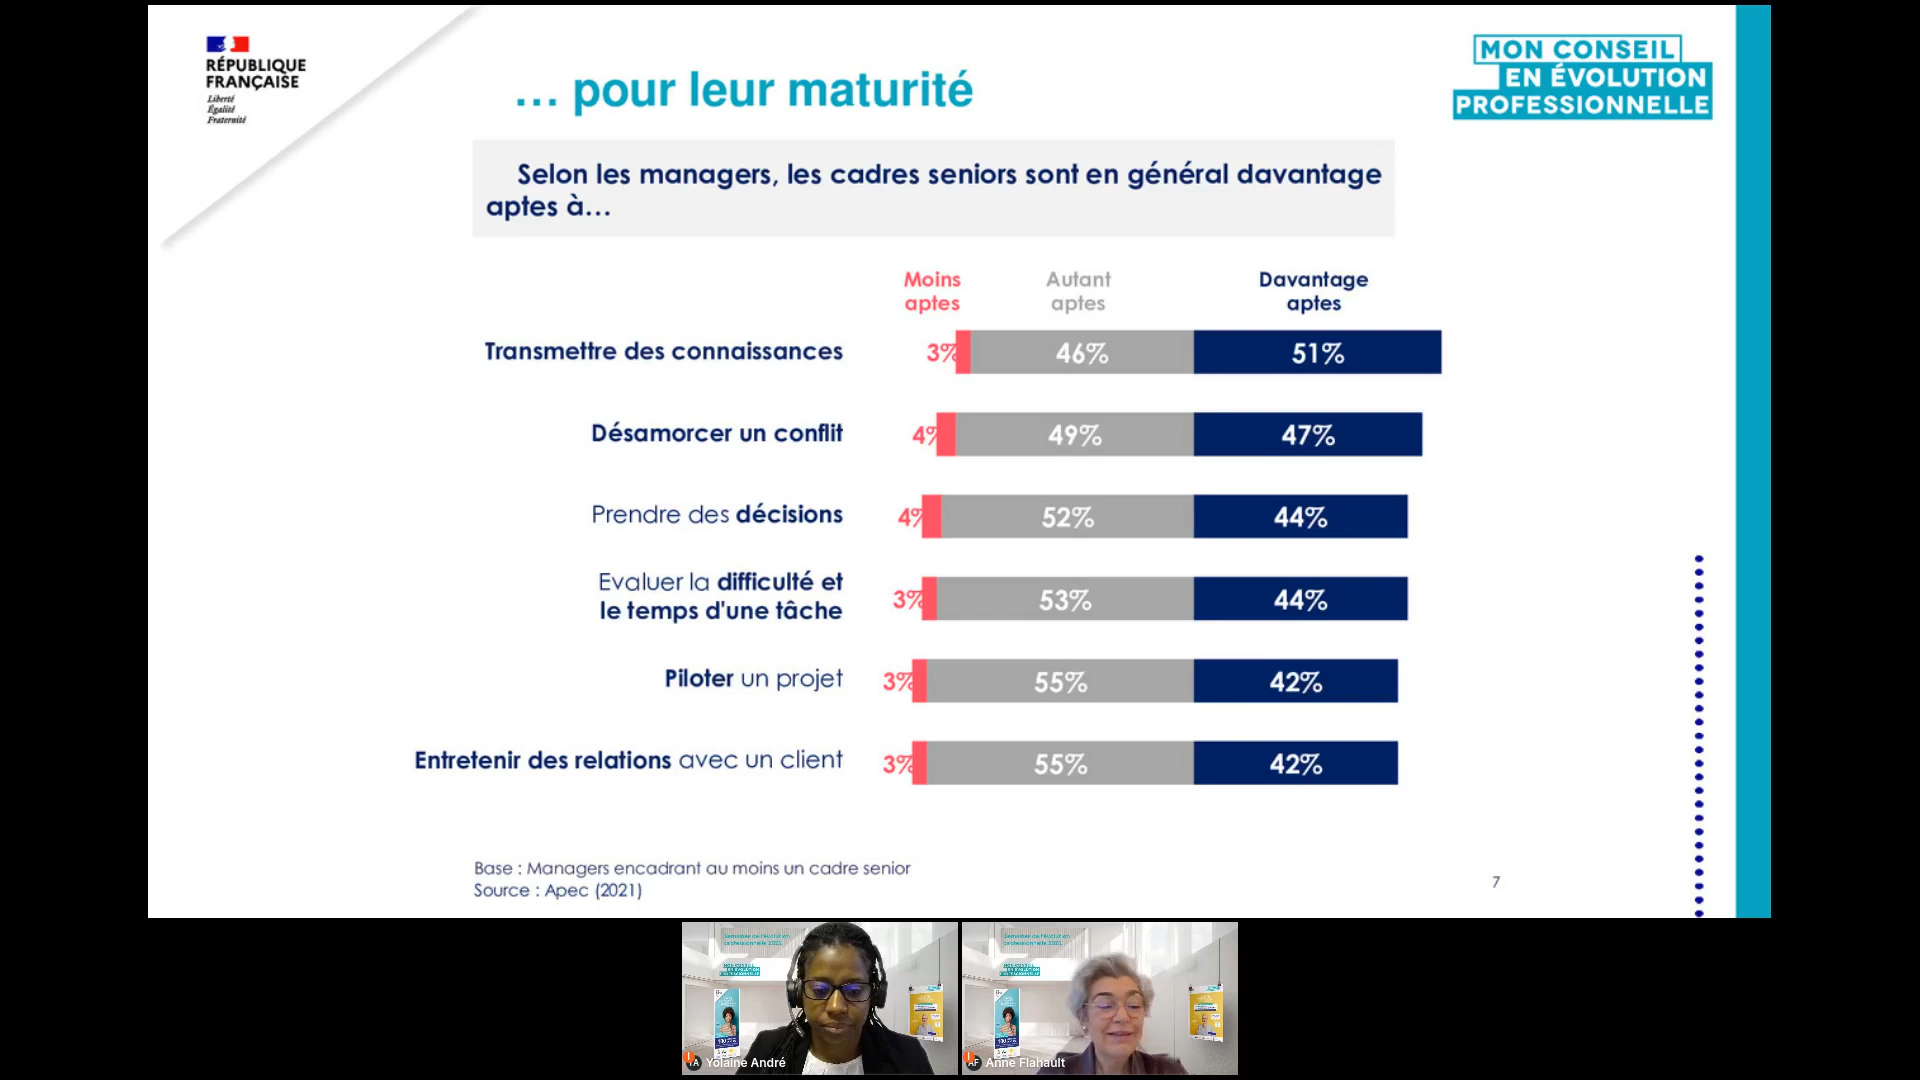 RÉPUBLIQUE
FRANÇAISE
Liberté
Égalité
Fraternité
... pour leur maturité
MON CONSEIL
EN ÉVOLUTION
PROFESSIONNELLE
Selon les managers, les cadres seniors sont en général davantage
aptes à...
Moins
aptes
Autant
aptes
Davantage
aptes
Transmettre des connaissances
3% 46% 51%
Désamorcer un conflit
4% 49% 47%
Prendre des décisions
4% 52% 44%
Evaluer la difficulté et
le temps d'une tâche
3% 53% 44%
Piloter un projet
3% 55% 42%
Entretenir des relations avec un client
3% 55% 42%
Base : Managers encadrant au moins un cadre senior
Source : Apec (2021)
7
Yolaine André
AF Anne Flahault